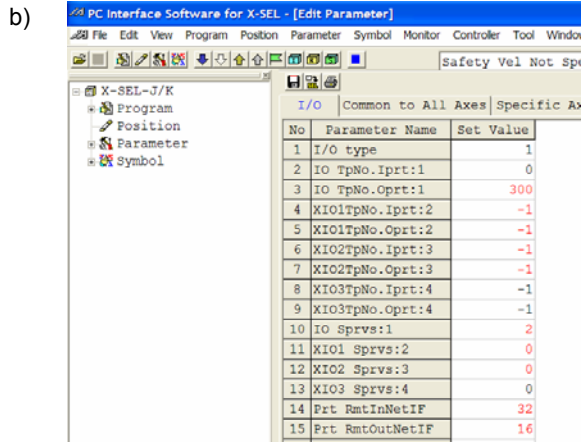 b)
PC Interface Software for X-SEL - [Edit Parameter]
File Edit View Program Position Parameter Symbol Monitor Controller Tool Window
Safety Vel Not Spe
X-SEL-J/K
Program
Position
Parameter
Symbol
I/O Common to All Axes Specific Ax
No Parameter Name Set Value
1 I/O type 1
2 IO TpNo.Iprt:1 0
3 IO TpNo.Oprt:1 300
4 XIO1TpNo.Iprt:2 -1
5 XIO1TpNo.Oprt:2 -1
6 XIO2TpNo.Iprt:3 -1
7 XIO2TpNo.Oprt:3 -1
8 XIO3TpNo.Iprt:4 -1
9 XIO3TpNo.Oprt:4 -1
10 IO Sprvs:1 2
11 XIO1 Sprvs:2 0
12 XIO2 Sprvs:3 0
13 XIO3 Sprvs:4 0
14 Prt RmtInNetIF 32
15 Prt RmtOutNetIF 16